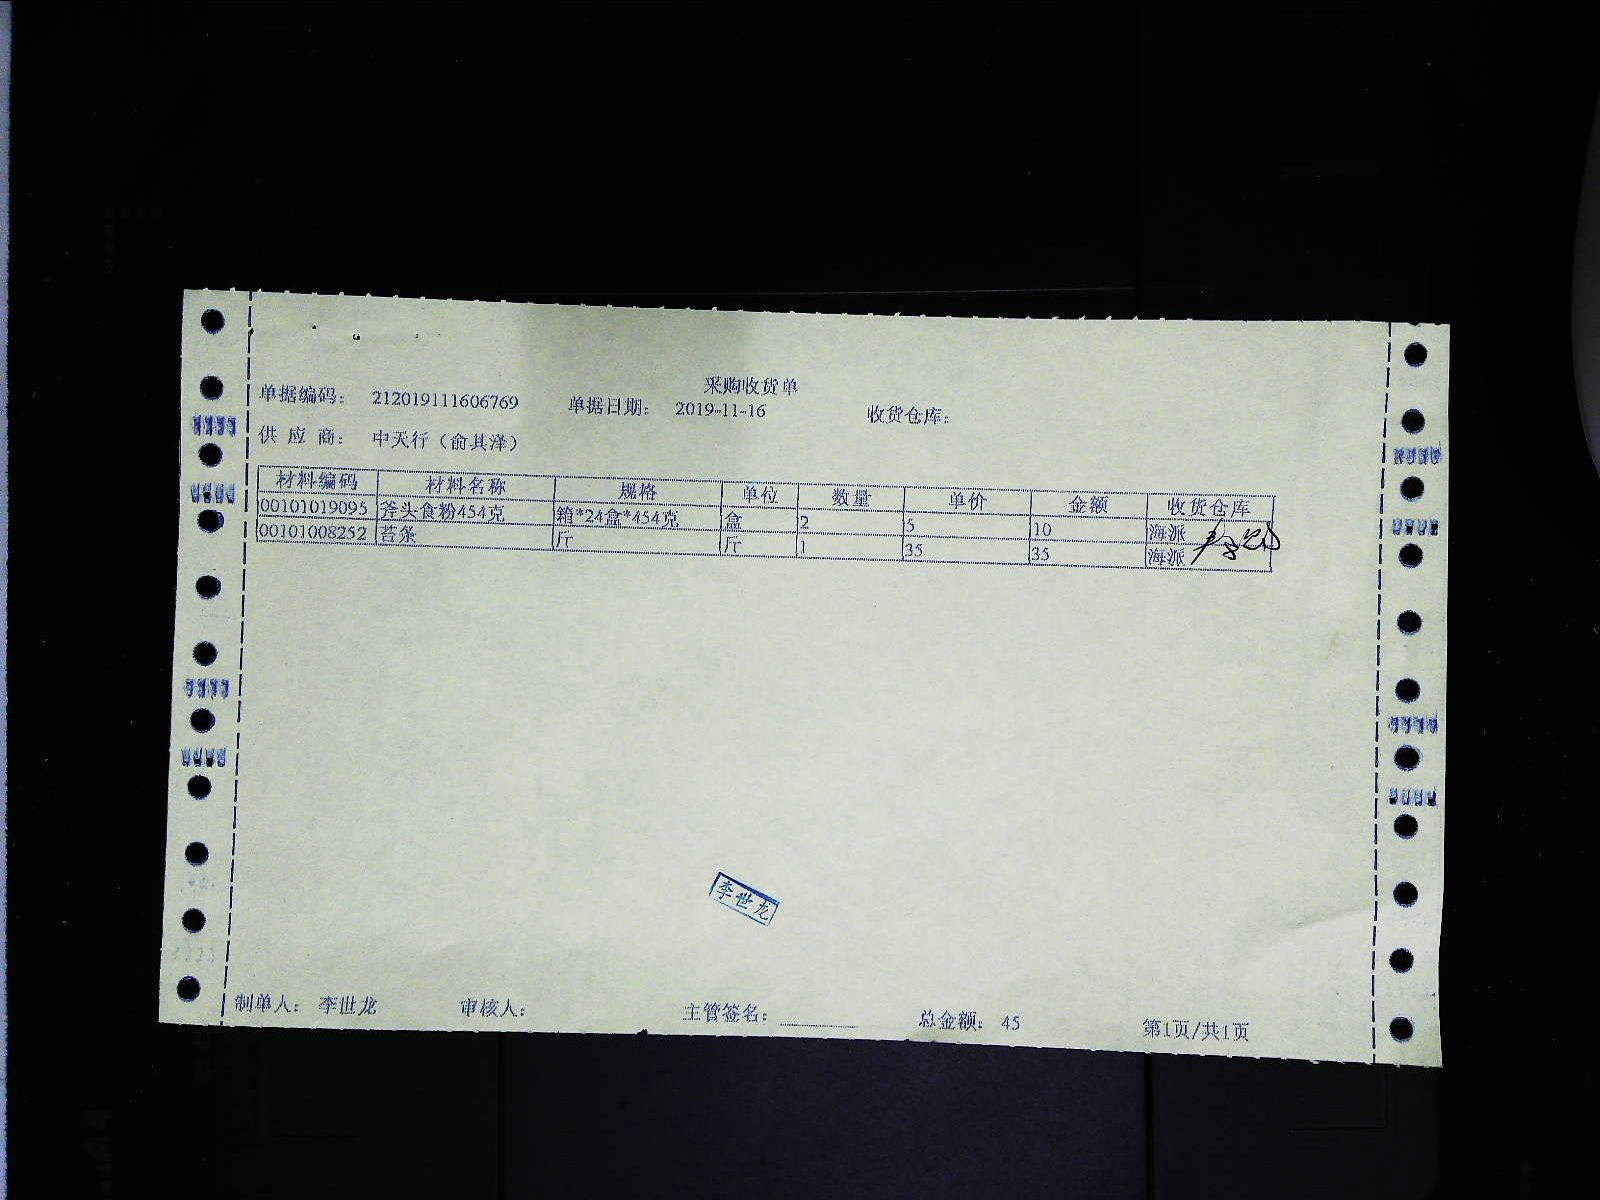 采购收货单
单据编码： 212019111606769 单据日期： 2019-11-16 收货仓库：
供 应 商： 中天行（俞其泽）
材料编码 材料名称 规格 单位 数量 单价 金额 收货仓库
00101019095 斧头食粉454克 箱*24盒*454克 盒 2 5 10 海派
00101008252 苔条 斤 斤 1 35 35 海派
李世龙
制单人： 李世龙 审核人： 主管签名： 总金额： 45 第1页/共1页